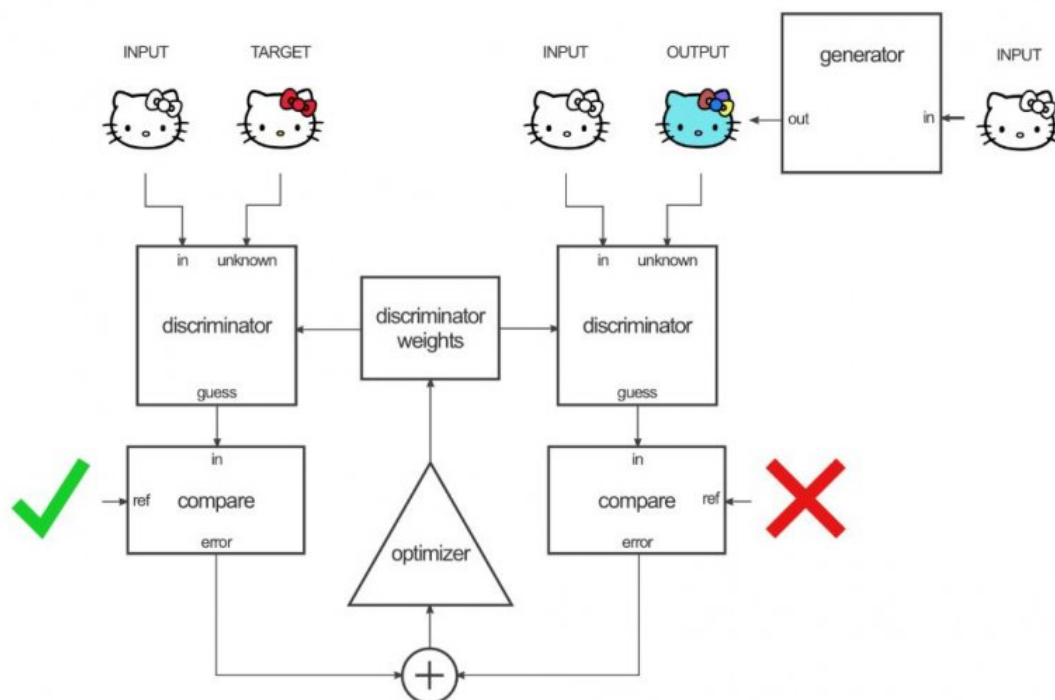 INPUT
TARGET
INPUT
OUTPUT
generator
INPUT
out
in
in
unknown
discriminator
guess
discriminator
weights
in
unknown
discriminator
guess
in
ref
compare
error
optimizer
in
ref
compare
error
+